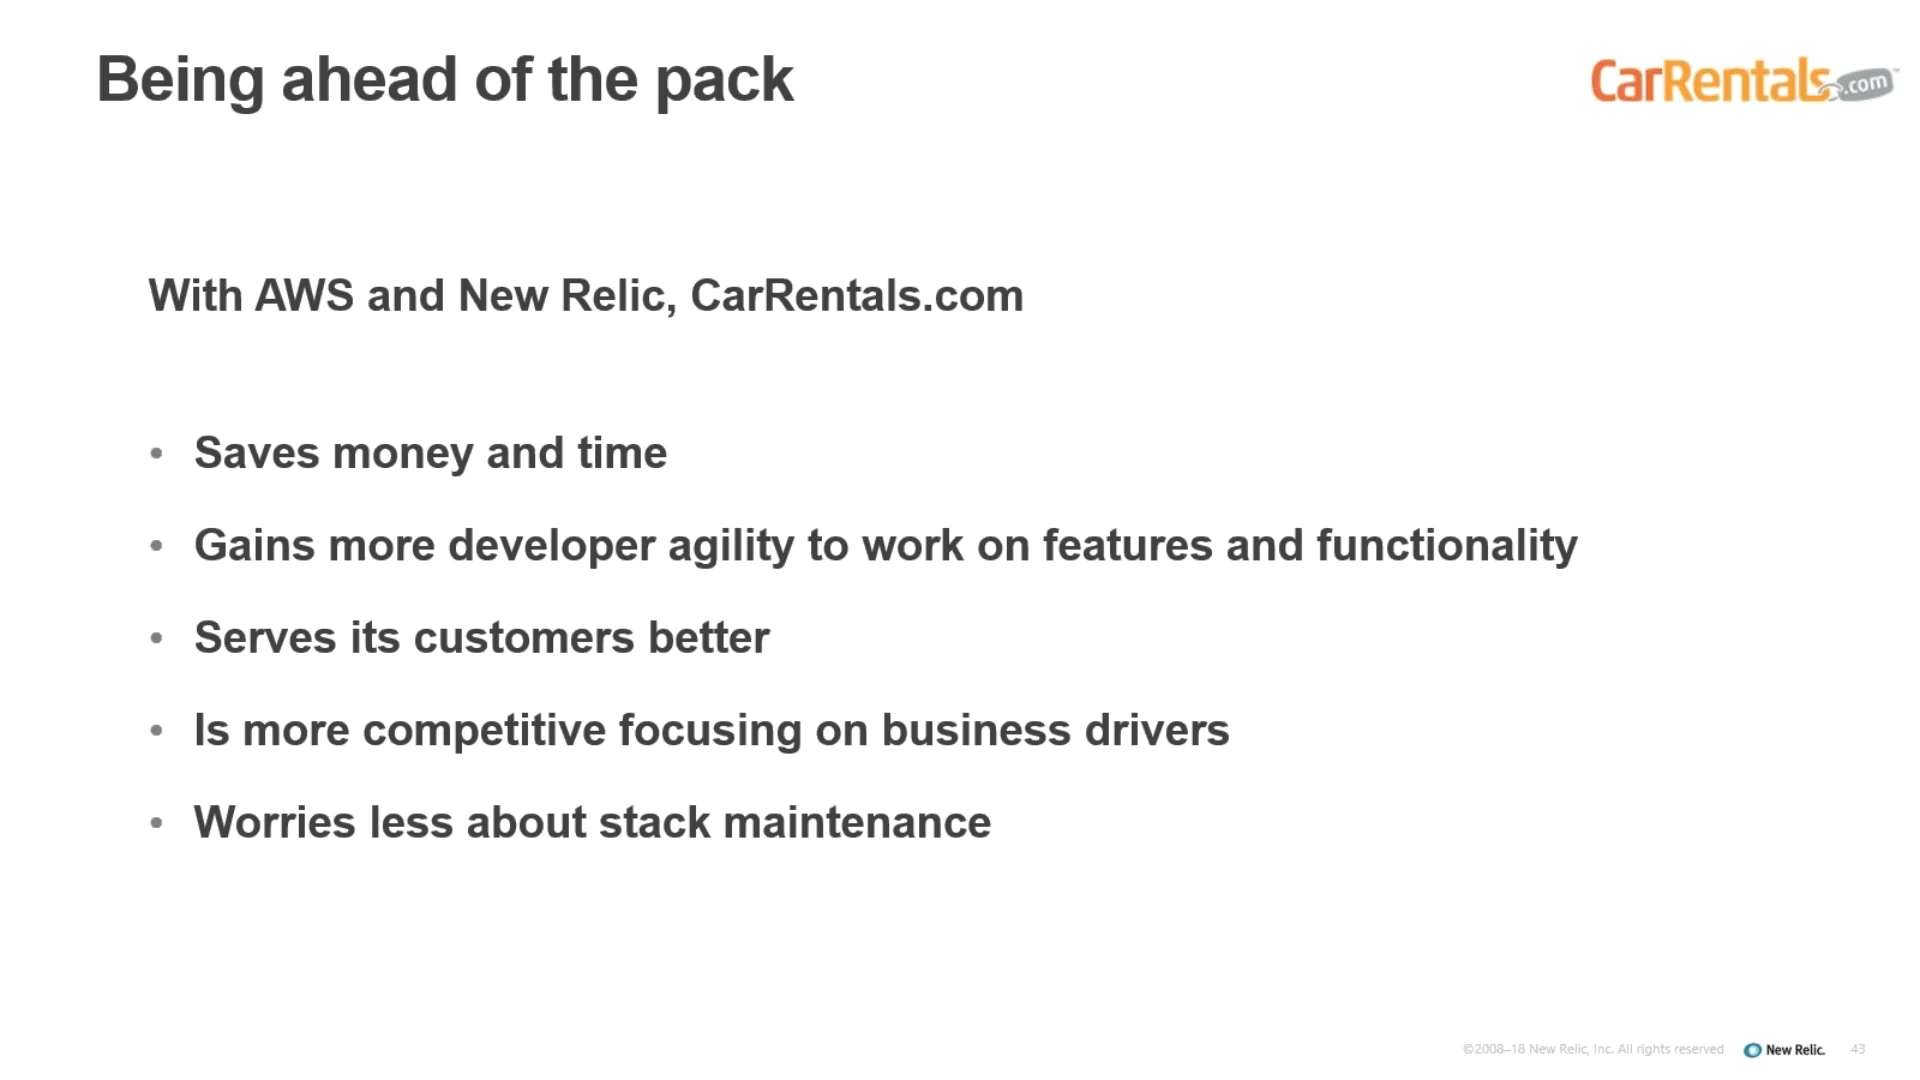 Being ahead of the pack
CarRentals.com™
With AWS and New Relic, CarRentals.com
• Saves money and time
• Gains more developer agility to work on features and functionality
• Serves its customers better
• Is more competitive focusing on business drivers
• Worries less about stack maintenance
©2008–18 New Relic, Inc. All rights reserved New Relic. 43